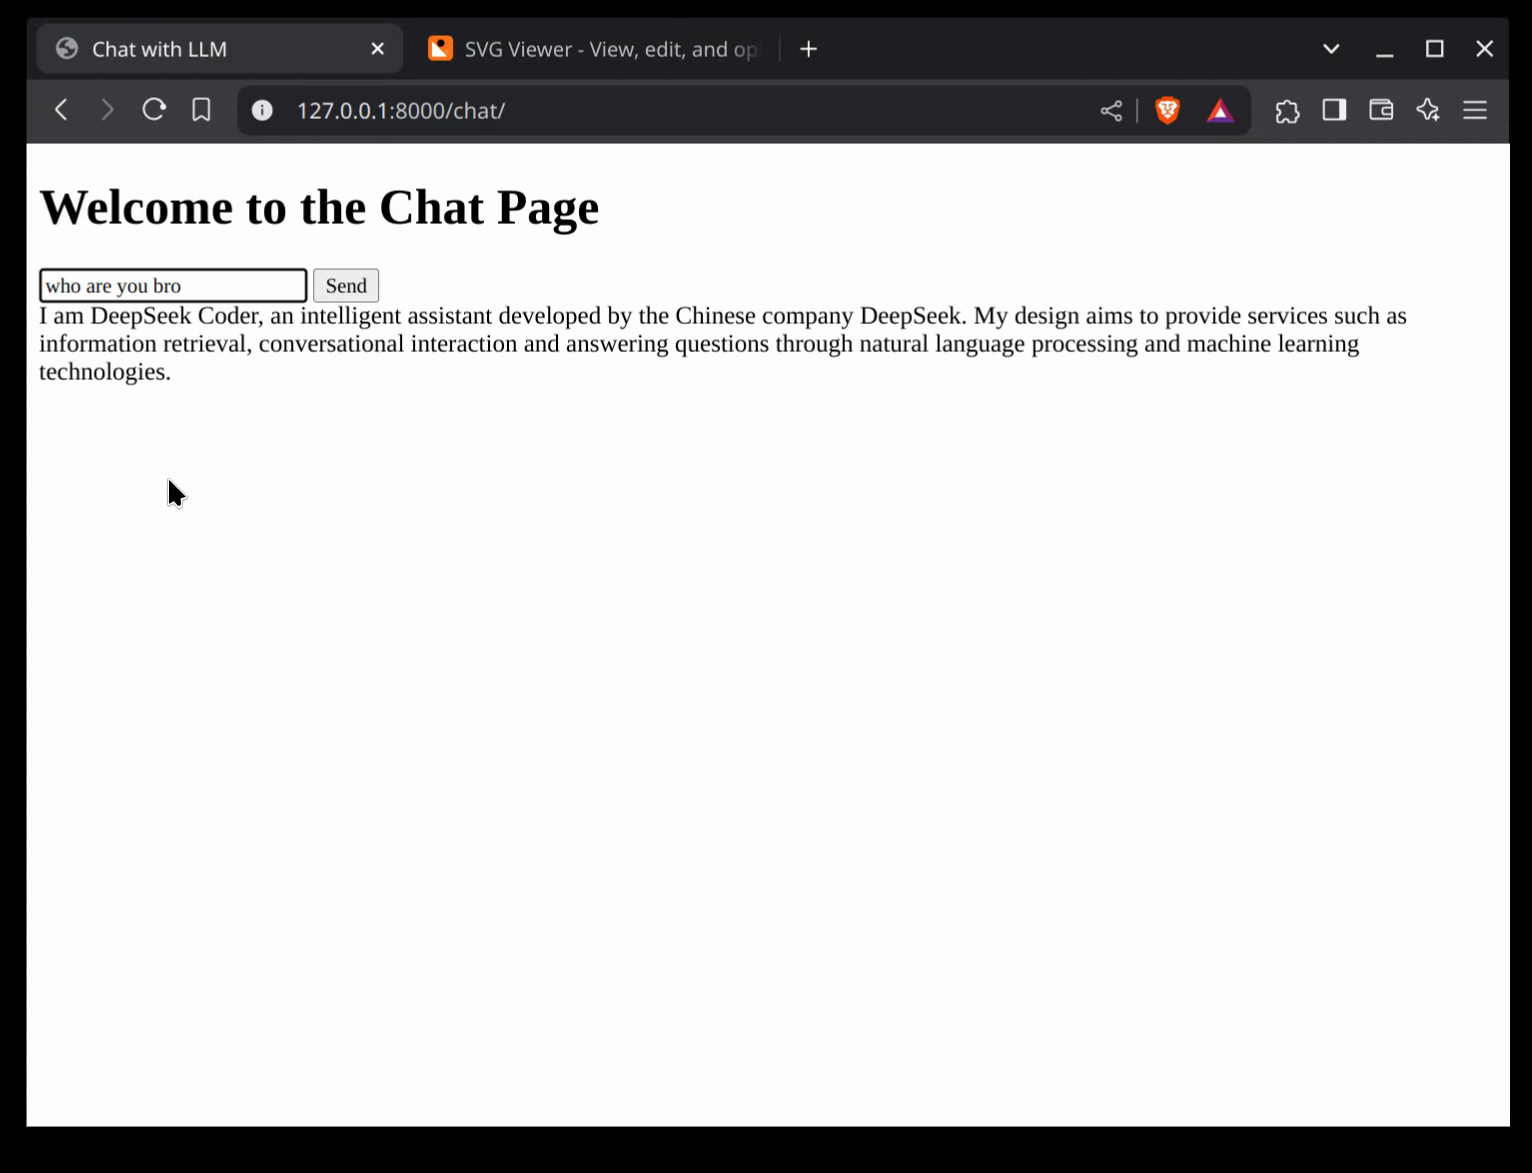 Chat with LLM
SVG Viewer - View, edit, and op
127.0.0.1:8000/chat/
Welcome to the Chat Page
who are you bro
Send
I am DeepSeek Coder, an intelligent assistant developed by the Chinese company DeepSeek. My design aims to provide services such as
information retrieval, conversational interaction and answering questions through natural language processing and machine learning
technologies.